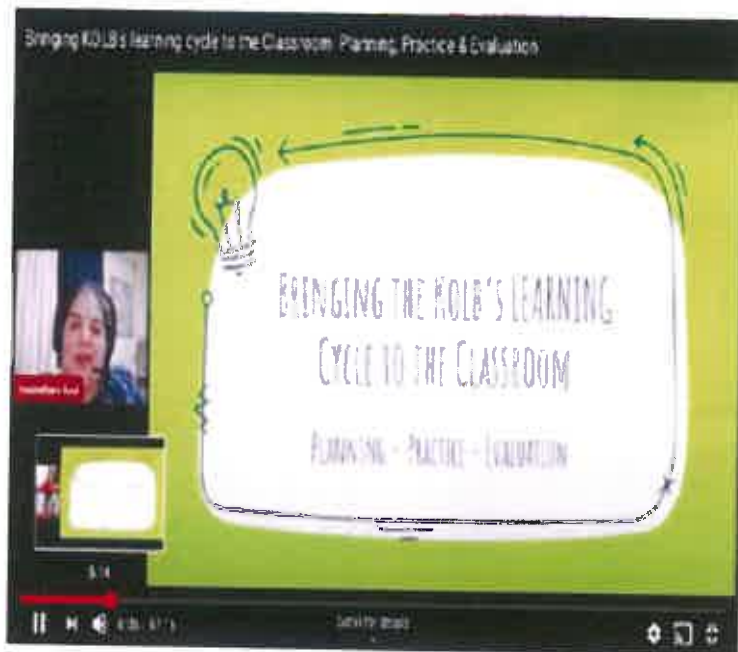 Bringing KOLB's learning cycle to the Classroom: Planning, Practice & Evaluation
BRINGING THE KOLB'S LEARNING
CYCLE TO THE CLASSROOM
PLANNING - PRACTICE - EVALUATION